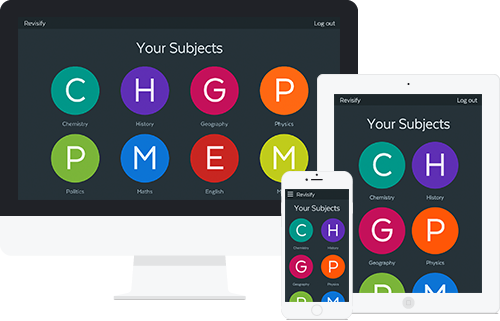 Revisify Log out
Your Subjects
C H G P
Chemistry History Geography Physics
P M E M
Politics Maths English
Revisify Log out
Your Subjects
C H
Chemistry History
G P
Geography Physics
P M
Revisify
Your Subjects
C H
Chemistry History
G P
Geography Physics
P M